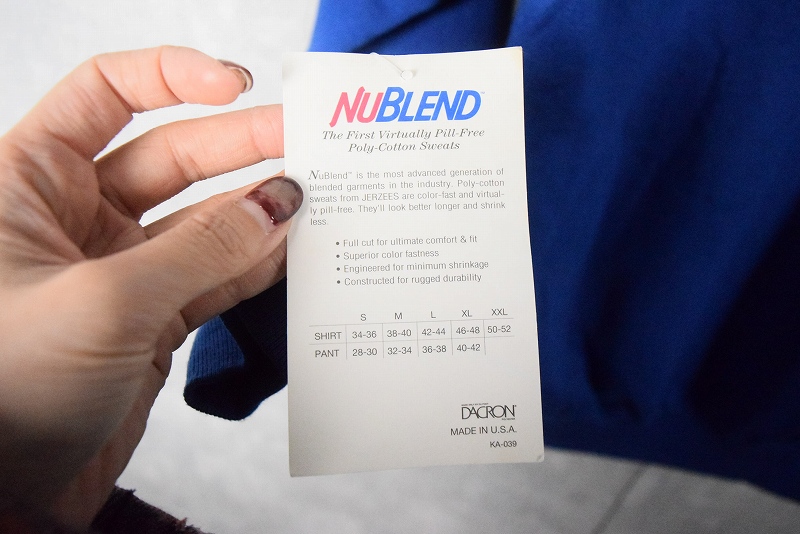 NUBLEND™
The First Virtually Pill-Free
Poly-Cotton Sweats
NuBlend™ is the most advanced generation of
blended garments in the industry. Poly-cotton
sweats from JERZEES are color-fast and virtual-
ly pill-free. They'll look better longer and shrink
less.
• Full cut for ultimate comfort & fit
• Superior color fastness
• Engineered for minimum shrinkage
• Constructed for rugged durability
S M L XL XXL
SHIRT 34-36 38-40 42-44 46-48 50-52
PANT 28-30 32-34 36-38 40-42
DACRON
MADE IN U.S.A.
KA-039